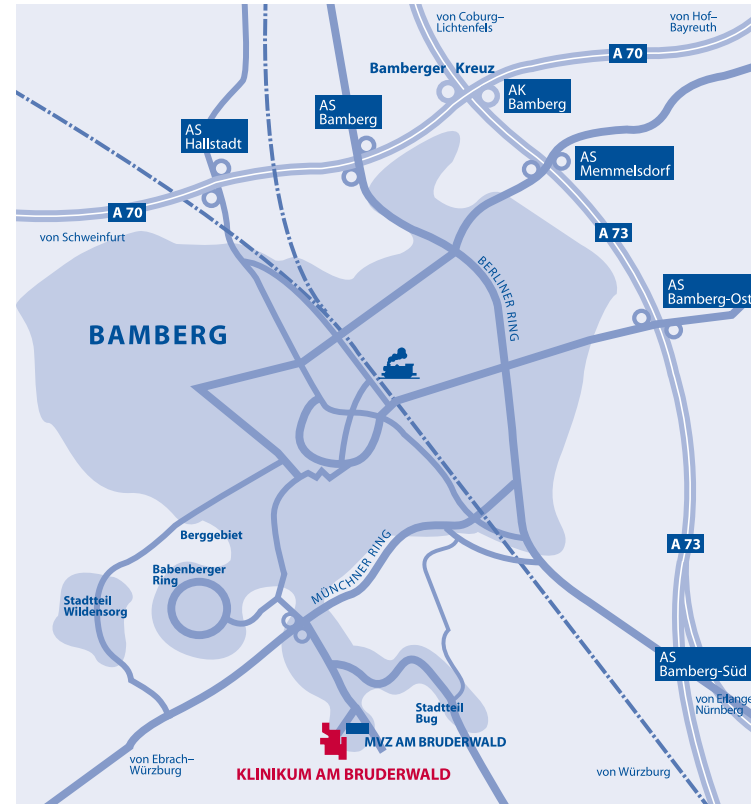 von Coburg–
Lichtenfels
von Hof–
Bayreuth
A 70
Bamberger Kreuz
AK
Bamberg
AS
Bamberg
AS
Hallstadt
AS
Memmelsdorf
A 70
von Schweinfurt
A 73
BERLINER RING
AS
Bamberg-Ost
BAMBERG
Berggebiet
A 73
Babenberger
Ring
MÜNCHNER RING
Stadtteil
Wildensorg
AS
Bamberg-Süd
von Erlange
Nürnberg
Stadtteil
Bug
MVZ AM BRUDERWALD
von Ebrach–
Würzburg
KLINIKUM AM BRUDERWALD
von Würzburg